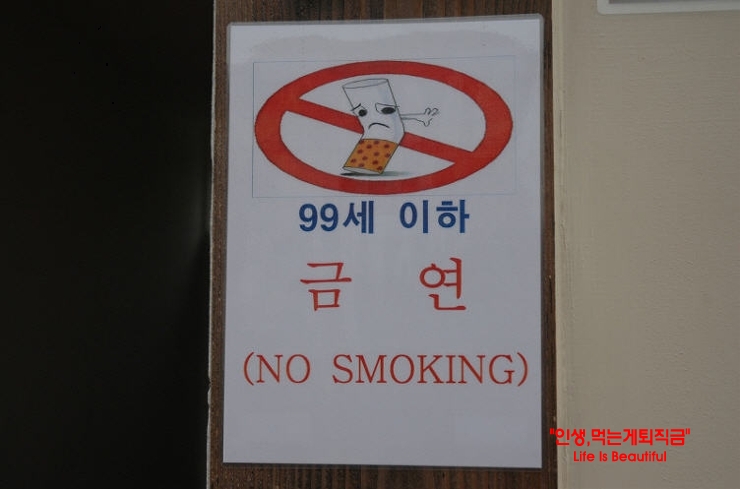 99세 이하
금 연
(NO SMOKING)
"인생,먹는게퇴직금"
Life Is Beautiful